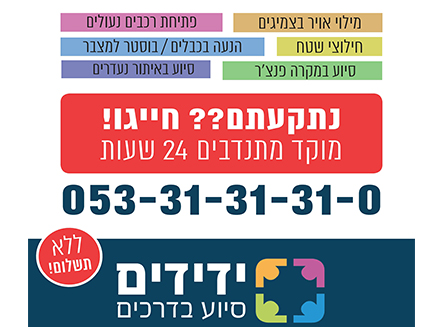 מילוי אויר בצמיגים
פתיחת רכבים נעולים
חילוצי שטח
הנעה בכבלים / בוסטר למצבר
סיוע במקרה פנצ'ר
סיוע באיתור נעדרים
נתקעתם?? חייגו!
מוקד מתנדבים 24 שעות
053-31-31-31-0
ללא
תשלום!
ידידים
סיוע בדרכים